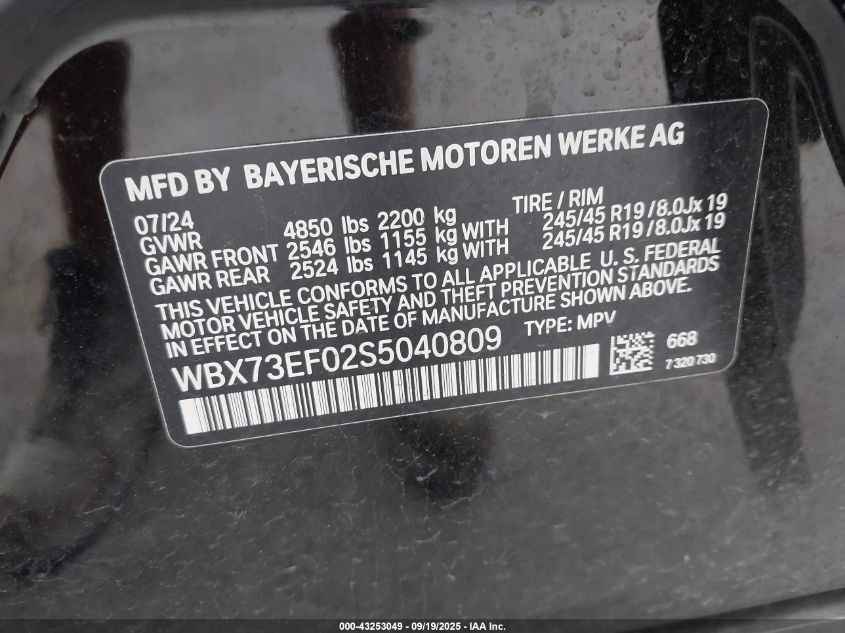 MFD BY BAYERISCHE MOTOREN WERKE AG
07/24 TIRE / RIM
GVWR 4850 lbs 2200 kg
GAWR FRONT 2546 lbs 1155 kg WITH 245/45 R19 / 8.0Jx 19
GAWR REAR 2524 lbs 1145 kg WITH 245/45 R19 / 8.0Jx 19
THIS VEHICLE CONFORMS TO ALL APPLICABLE U. S. FEDERAL
MOTOR VEHICLE SAFETY AND THEFT PREVENTION STANDARDS
IN EFFECT ON THE DATE OF MANUFACTURE SHOWN ABOVE.
WBX73EF02S5040809 TYPE: MPV
668
7 320 730
000-43253049 - 09/19/2025 - IAA Inc.